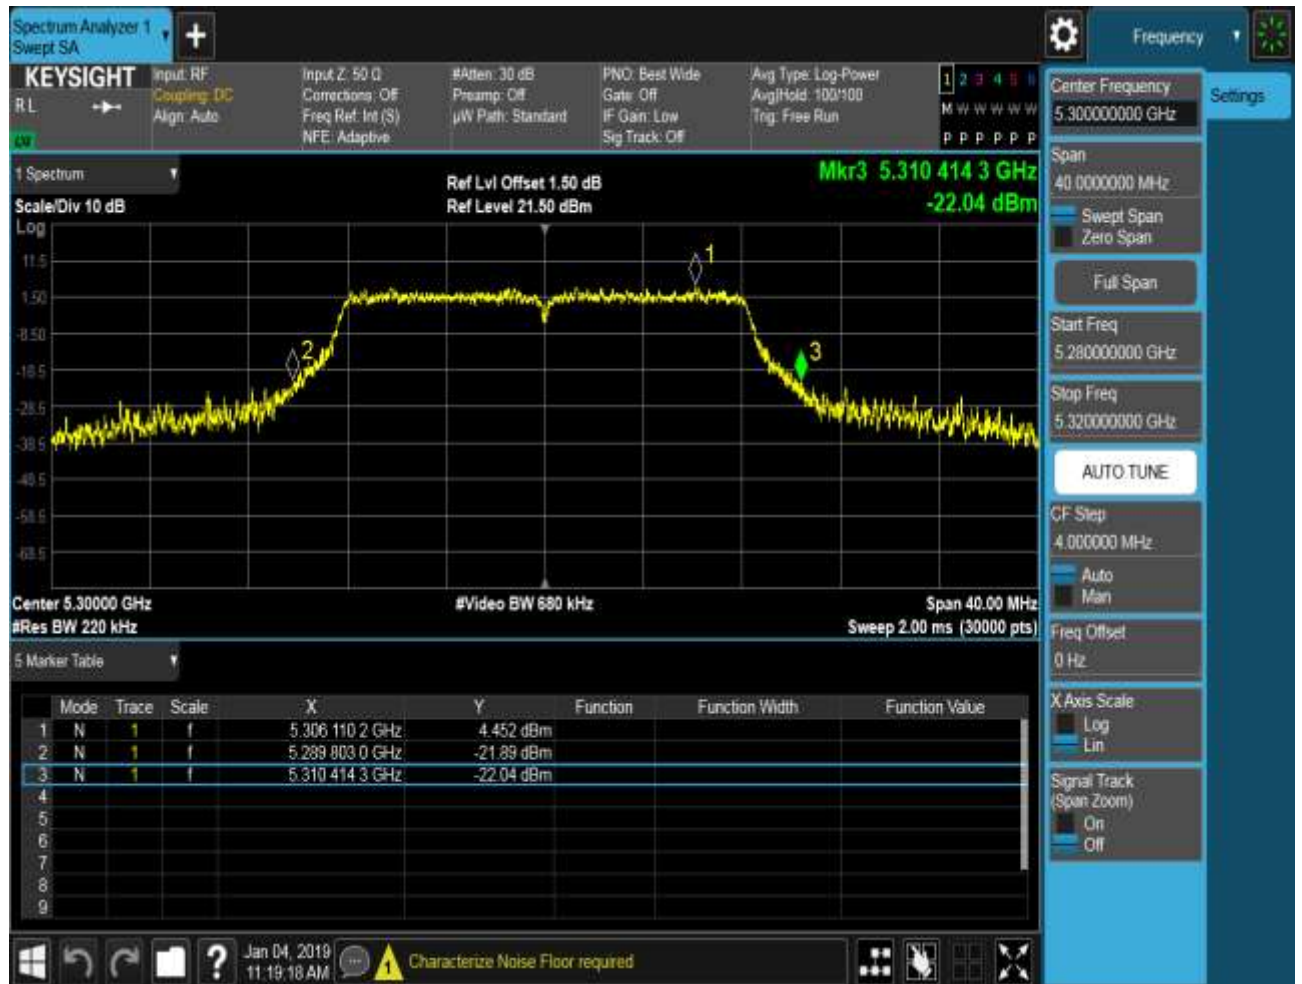 Spectrum Analyzer 1
Swept SA
Frequency
KEYSIGHT
RL
Input: RF
Coupling: DC
Align: Auto
Input Z: 50 Ω
Corrections: Off
Freq Ref: Int (S)
NFE: Adaptive
#Atten: 30 dB
Preamp: Off
µW Path: Standard
PNO: Best Wide
Gate: Off
IF Gain: Low
Sig Track: Off
Avg Type: Log-Power
Avg|Hold: 100/100
Trig: Free Run
1 2 3 4 5 6
M W W W W W
P P P P P P
1 Spectrum
Scale/Div 10 dB
Ref Lvl Offset 1.50 dB
Ref Level 21.50 dBm
Mkr3 5.310 414 3 GHz
-22.04 dBm
Log
11.5
1.50
-8.50
-18.5
-28.5
-38.5
-48.5
-58.5
-68.5
1
2
3
Center 5.30000 GHz
#Res BW 220 kHz
#Video BW 680 kHz
Span 40.00 MHz
Sweep 2.00 ms (30000 pts)
5 Marker Table
Mode Trace Scale X Y Function Function Width Function Value
1 N 1 f 5.306 110 2 GHz 4.452 dBm
2 N 1 f 5.289 803 0 GHz -21.89 dBm
3 N 1 f 5.310 414 3 GHz -22.04 dBm
4
5
6
7
8
9
Jan 04, 2019
11:19:18 AM
Characterize Noise Floor required
Center Frequency
5.300000000 GHz
Settings
Span
40.0000000 MHz
Swept Span
Zero Span
Full Span
Start Freq
5.280000000 GHz
Stop Freq
5.320000000 GHz
AUTO TUNE
CF Step
4.000000 MHz
Auto
Man
Freq Offset
0 Hz
X Axis Scale
Log
Lin
Signal Track
(Span Zoom)
On
Off